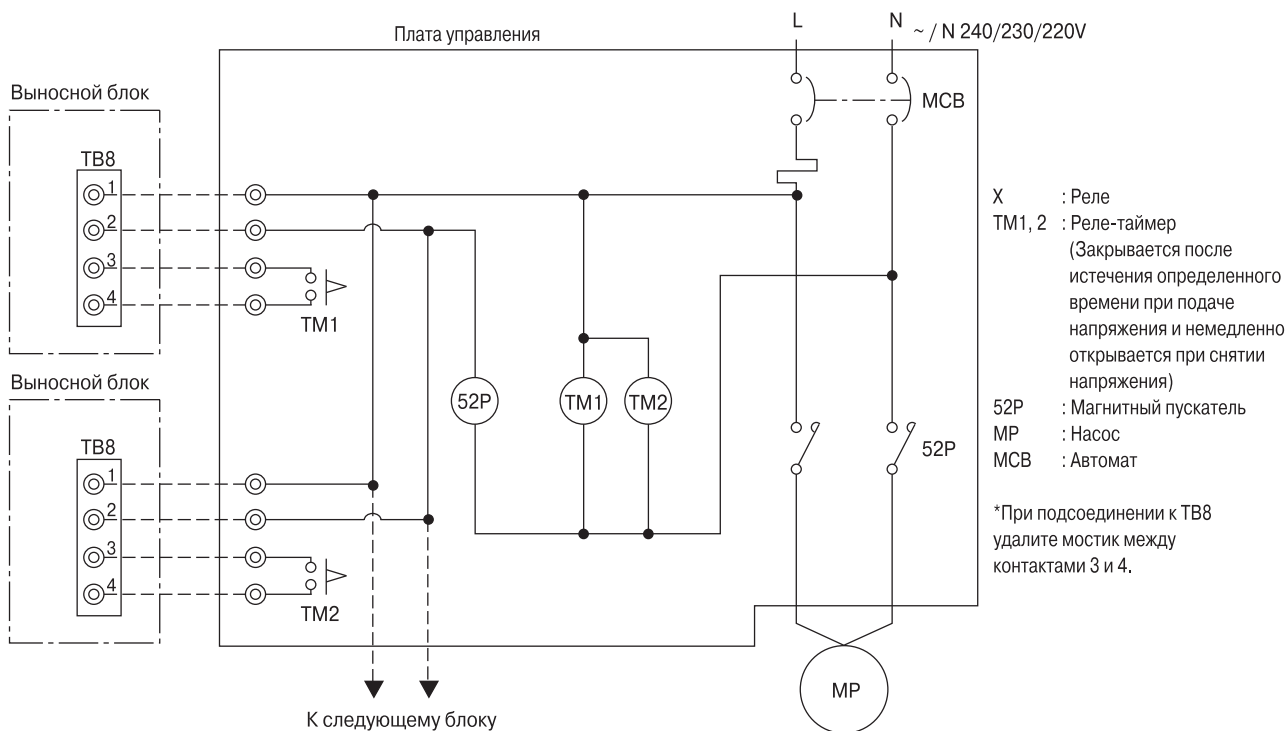 Плата управления
L
N
~ / N 240/230/220V
MCB
Выносной блок
TB8
1
2
3
4
TM1
Выносной блок
TB8
1
2
3
4
TM2
52P
TM1
TM2
52P
MP
К следующему блоку
X : Реле
TM1, 2 : Реле-таймер
(Закрывается после
истечения определенного
времени при подаче
напряжения и немедленно
открывается при снятии
напряжения)
52P : Магнитный пускатель
MP : Насос
MCB : Автомат
*При подсоединении к TB8
удалите мостик между
контактами 3 и 4.